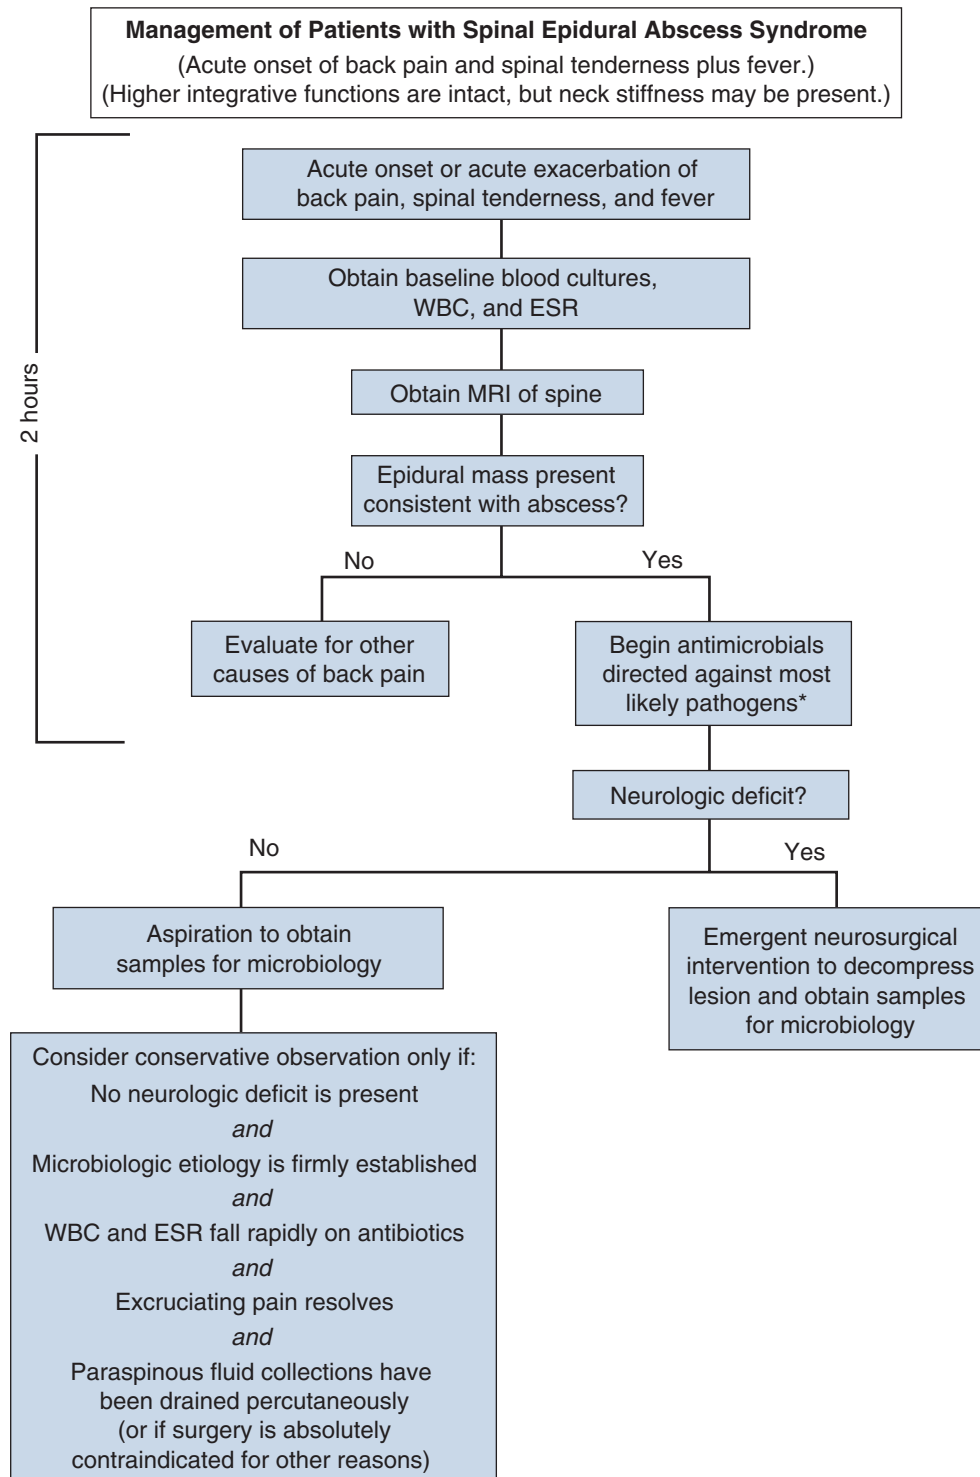 Management of Patients with Spinal Epidural Abscess Syndrome
(Acute onset of back pain and spinal tenderness plus fever.)
(Higher integrative functions are intact, but neck stiffness may be present.)
2 hours
Acute onset or acute exacerbation of
back pain, spinal tenderness, and fever
Obtain baseline blood cultures,
WBC, and ESR
Obtain MRI of spine
Epidural mass present
consistent with abscess?
No
Yes
Evaluate for other
causes of back pain
Begin antimicrobials
directed against most
likely pathogens*
Neurologic deficit?
No
Yes
Aspiration to obtain
samples for microbiology
Emergent neurosurgical
intervention to decompress
lesion and obtain samples
for microbiology
Consider conservative observation only if:
No neurologic deficit is present
and
Microbiologic etiology is firmly established
and
WBC and ESR fall rapidly on antibiotics
and
Excruciating pain resolves
and
Paraspinous fluid collections have
been drained percutaneously
(or if surgery is absolutely
contraindicated for other reasons)